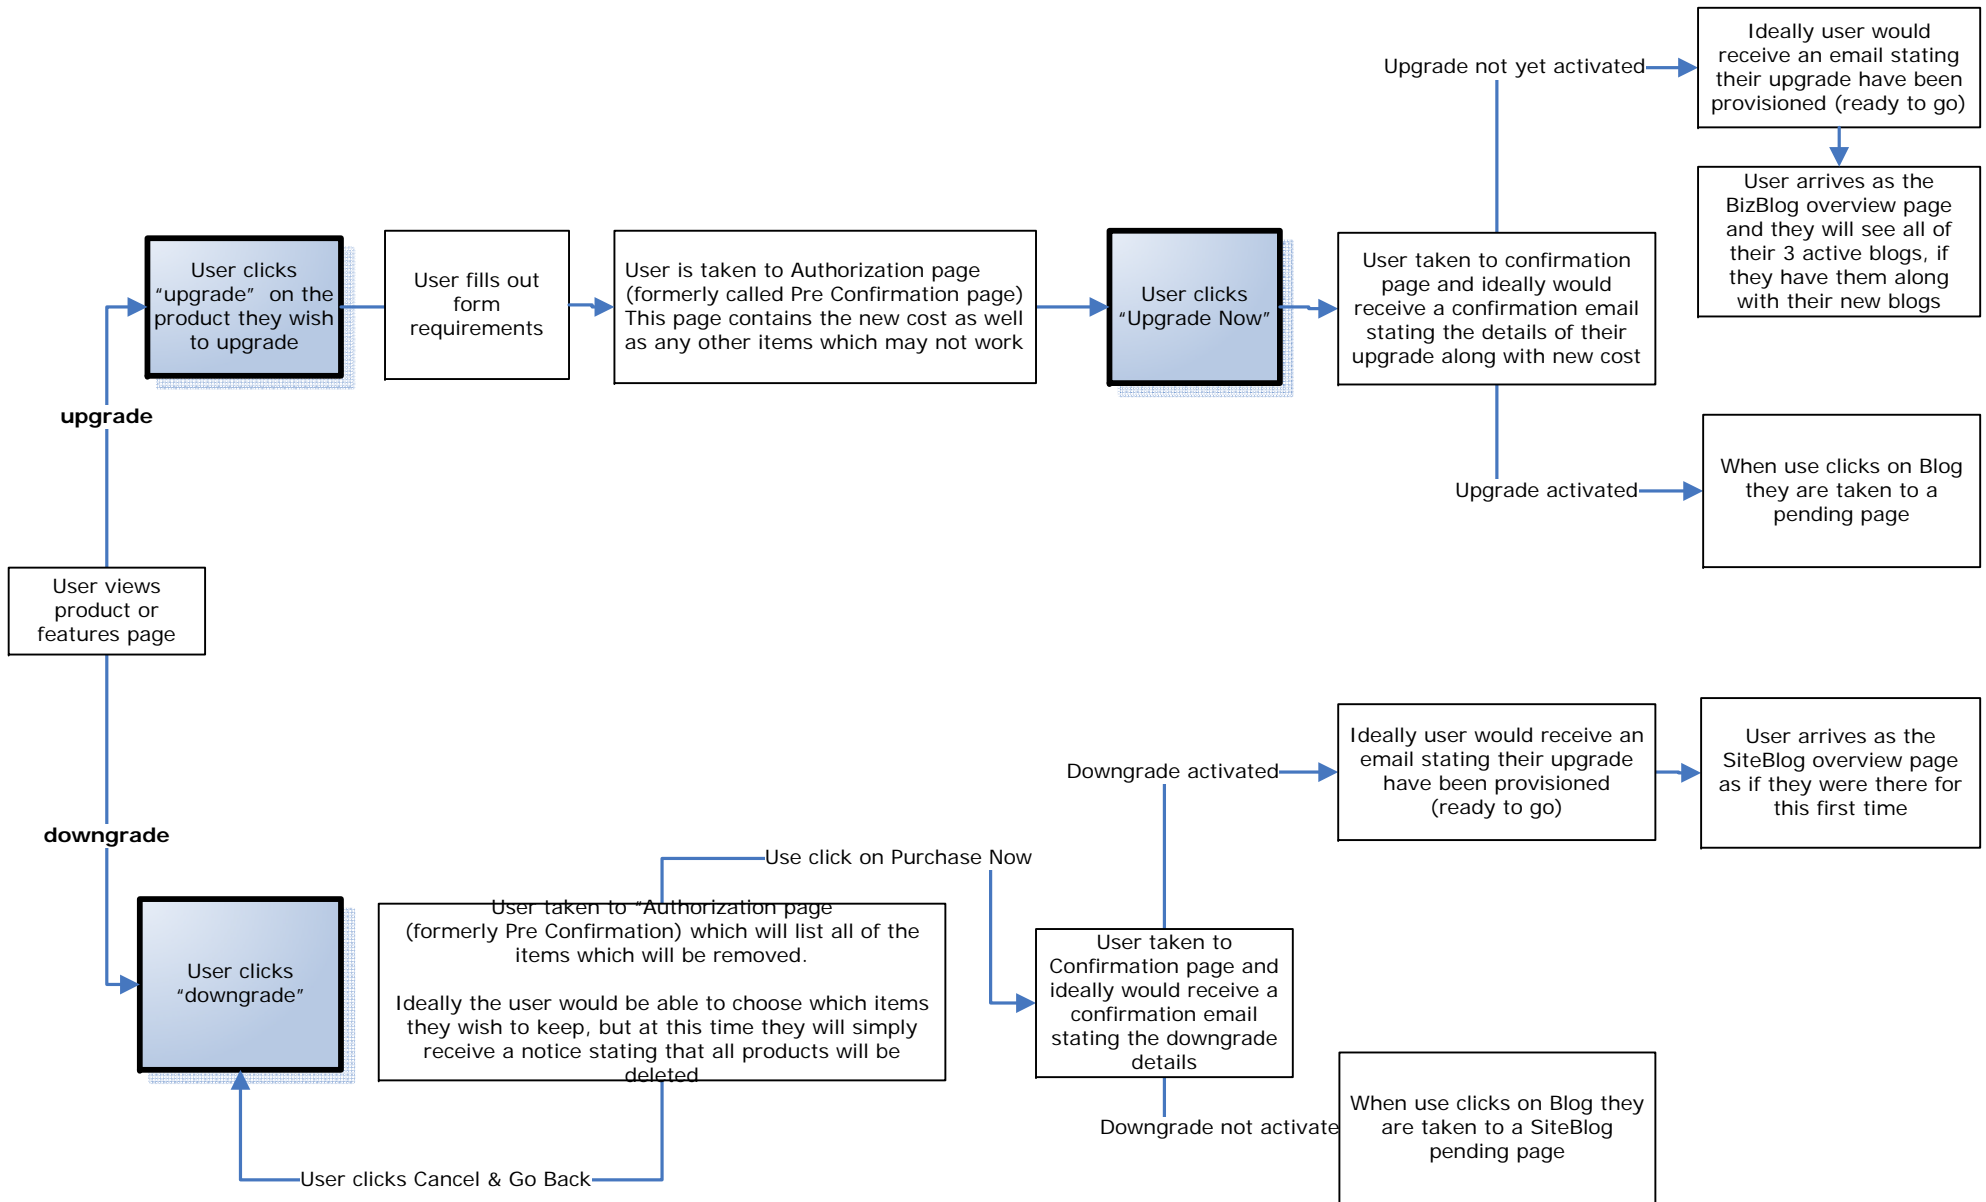 Ideally user would
receive an email stating
their upgrade have been
provisioned (ready to go)
Upgrade not yet activated
User arrives as the
BizBlog overview page
and they will see all of
their 3 active blogs, if
they have them along
with their new blogs
User clicks
“upgrade”  on the
product they wish
to upgrade
User fills out
form
requirements
User is taken to Authorization page
(formerly called Pre Confirmation page)
This page contains the new cost as well
as any other items which may not work
User clicks
“Upgrade Now”
User taken to confirmation
page and ideally would
receive a confirmation email
stating the details of their
upgrade along with new cost
upgrade
Upgrade activated
When use clicks on Blog
they are taken to a
pending page
User views
product or
features page
downgrade
User clicks
“downgrade”
User taken to “Authorization page
(formerly Pre Confirmation) which will list all of the
items which will be removed.
Ideally the user would be able to choose which items
they wish to keep, but at this time they will simply
receive a notice stating that all products will be
deleted
Use click on Purchase Now
User clicks Cancel & Go Back
User taken to
Confirmation page and
ideally would receive a
confirmation email
stating the downgrade
details
Downgrade activated
Ideally user would receive an
email stating their upgrade
have been provisioned
(ready to go)
User arrives as the
SiteBlog overview page
as if they were there for
this first time
Downgrade not activate
When use clicks on Blog they
are taken to a SiteBlog
pending page